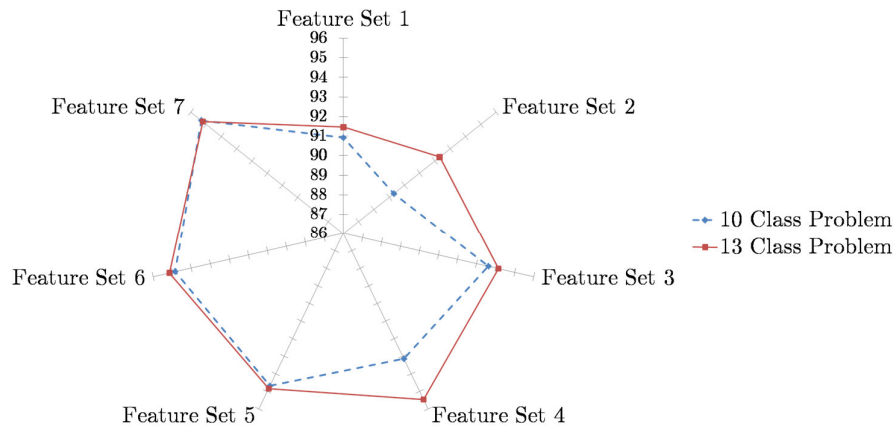 Feature Set 1
96
95
94
93
92
91
90
89
88
87
86
Feature Set 7
Feature Set 2
Feature Set 6
Feature Set 3
Feature Set 5
Feature Set 4
10 Class Problem
13 Class Problem